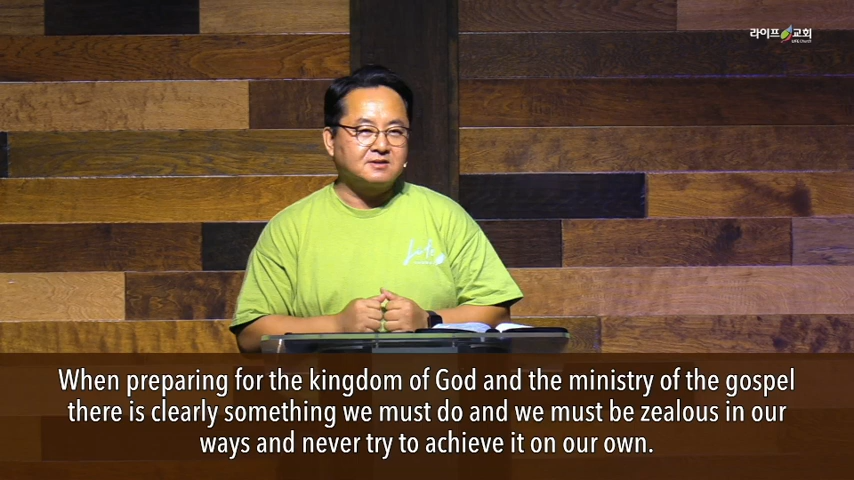 라이프교회
When preparing for the kingdom of God and the ministry of the gospel
there is clearly something we must do and we must be zealous in our
ways and never try to achieve it on our own.
Life